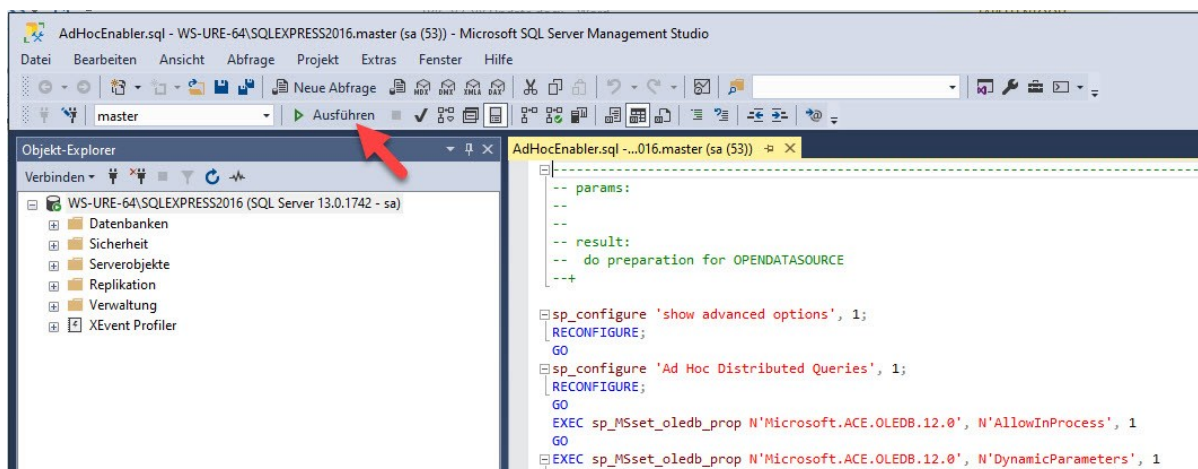 AdHocEnabler.sql - WS-URE-64\SQLEXPRESS2016.master (sa (53)) - Microsoft SQL Server Management Studio
Datei Bearbeiten Ansicht Abfrage Projekt Extras Fenster Hilfe
Neue Abfrage MDX DMX XMLA DAX
master Ausführen
Objekt-Explorer
Verbinden
WS-URE-64\SQLEXPRESS2016 (SQL Server 13.0.1742 - sa)
Datenbanken
Sicherheit
Serverobjekte
Replikation
Verwaltung
XEvent Profiler
AdHocEnabler.sql -...016.master (sa (53))
-- params:
--
--
-- result:
-- do preparation for OPENDATASOURCE
--+
sp_configure 'show advanced options', 1;
RECONFIGURE;
GO
sp_configure 'Ad Hoc Distributed Queries', 1;
RECONFIGURE;
GO
EXEC sp_MSset_oledb_prop N'Microsoft.ACE.OLEDB.12.0', N'AllowInProcess', 1
GO
EXEC sp_MSset_oledb_prop N'Microsoft.ACE.OLEDB.12.0', N'DynamicParameters', 1